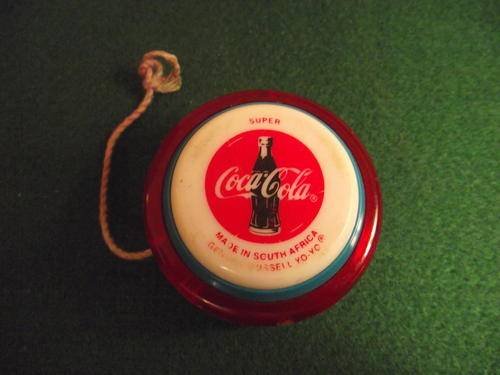 SUPER
Coca-Cola®
MADE IN SOUTH AFRICA
RUSSELL YO-YO ®